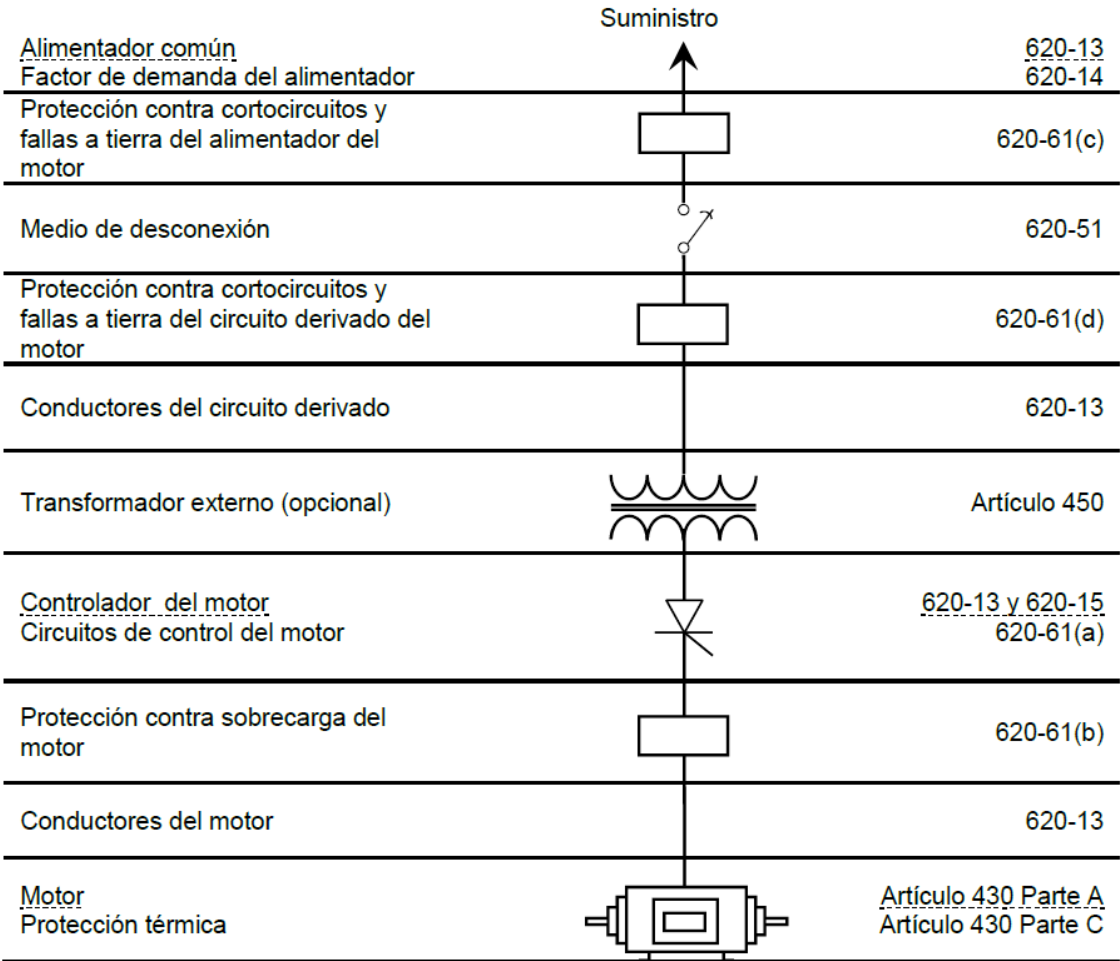 Suministro
Alimentador común 620-13
Factor de demanda del alimentador 620-14
Protección contra cortocircuitos y
fallas a tierra del alimentador del 620-61(c)
motor
Medio de desconexión 620-51
Protección contra cortocircuitos y
fallas a tierra del circuito derivado del 620-61(d)
motor
Conductores del circuito derivado 620-13
Transformador externo (opcional) Artículo 450
Controlador del motor 620-13 y 620-15
Circuitos de control del motor 620-61(a)
Protección contra sobrecarga del
motor 620-61(b)
Conductores del motor 620-13
Motor Artículo 430 Parte A
Protección térmica Artículo 430 Parte C